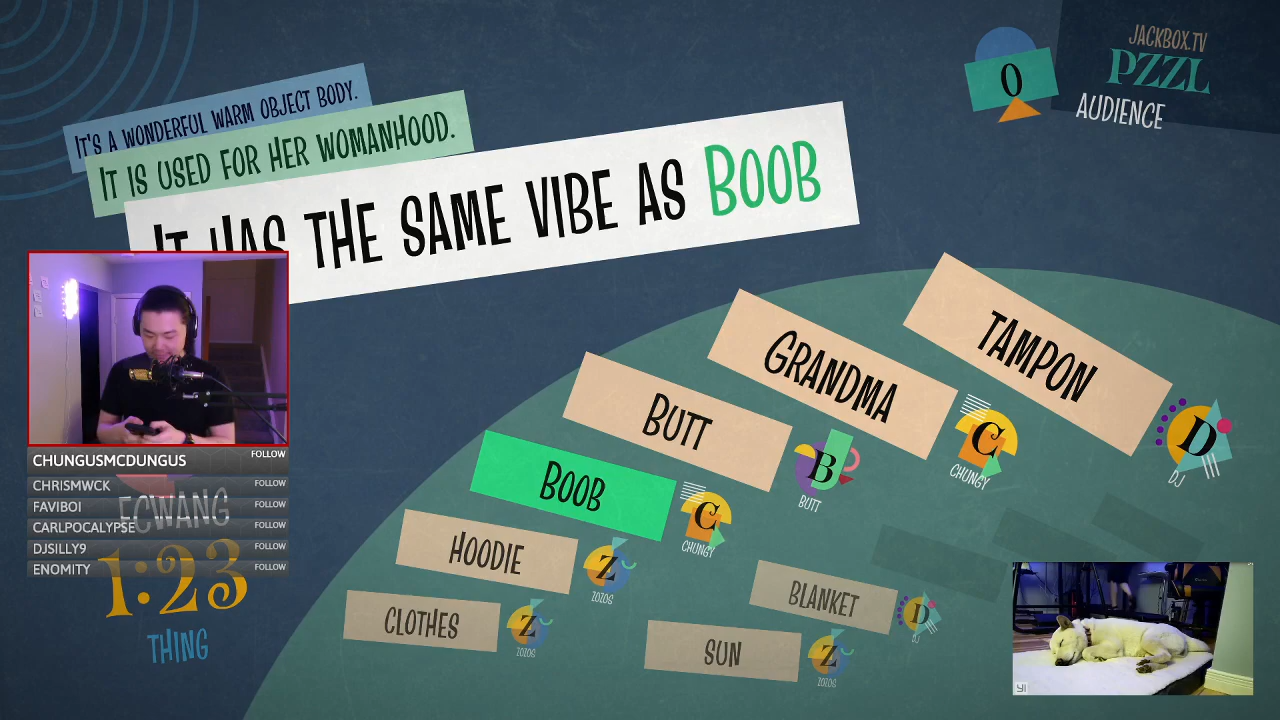 JACKBOX.TV
PZZL
0
AUDIENCE
IT'S A WONDERFUL WARM OBJECT BODY.
IT IS USED FOR HER WOMANHOOD.
IT HAS THE SAME VIBE AS BOOB
TAMPON
D
DJ
GRANDMA
C
CHUNGY
BUTT
B
BUTT
BOOB
C
CHUNGY
HOODIE
Z
ZOZOS
CLOTHES
Z
ZOZOS
BLANKET
D
DJ
SUN
Z
ZOZOS
CHUNGUSMCDUNGUS FOLLOW
CHRISMWCK FOLLOW
FAVIBOI FOLLOW
CARLPOCALYPSE FOLLOW
DJSILLY9 FOLLOW
ENOMITY FOLLOW
ECWANG
1:23
THING
YI